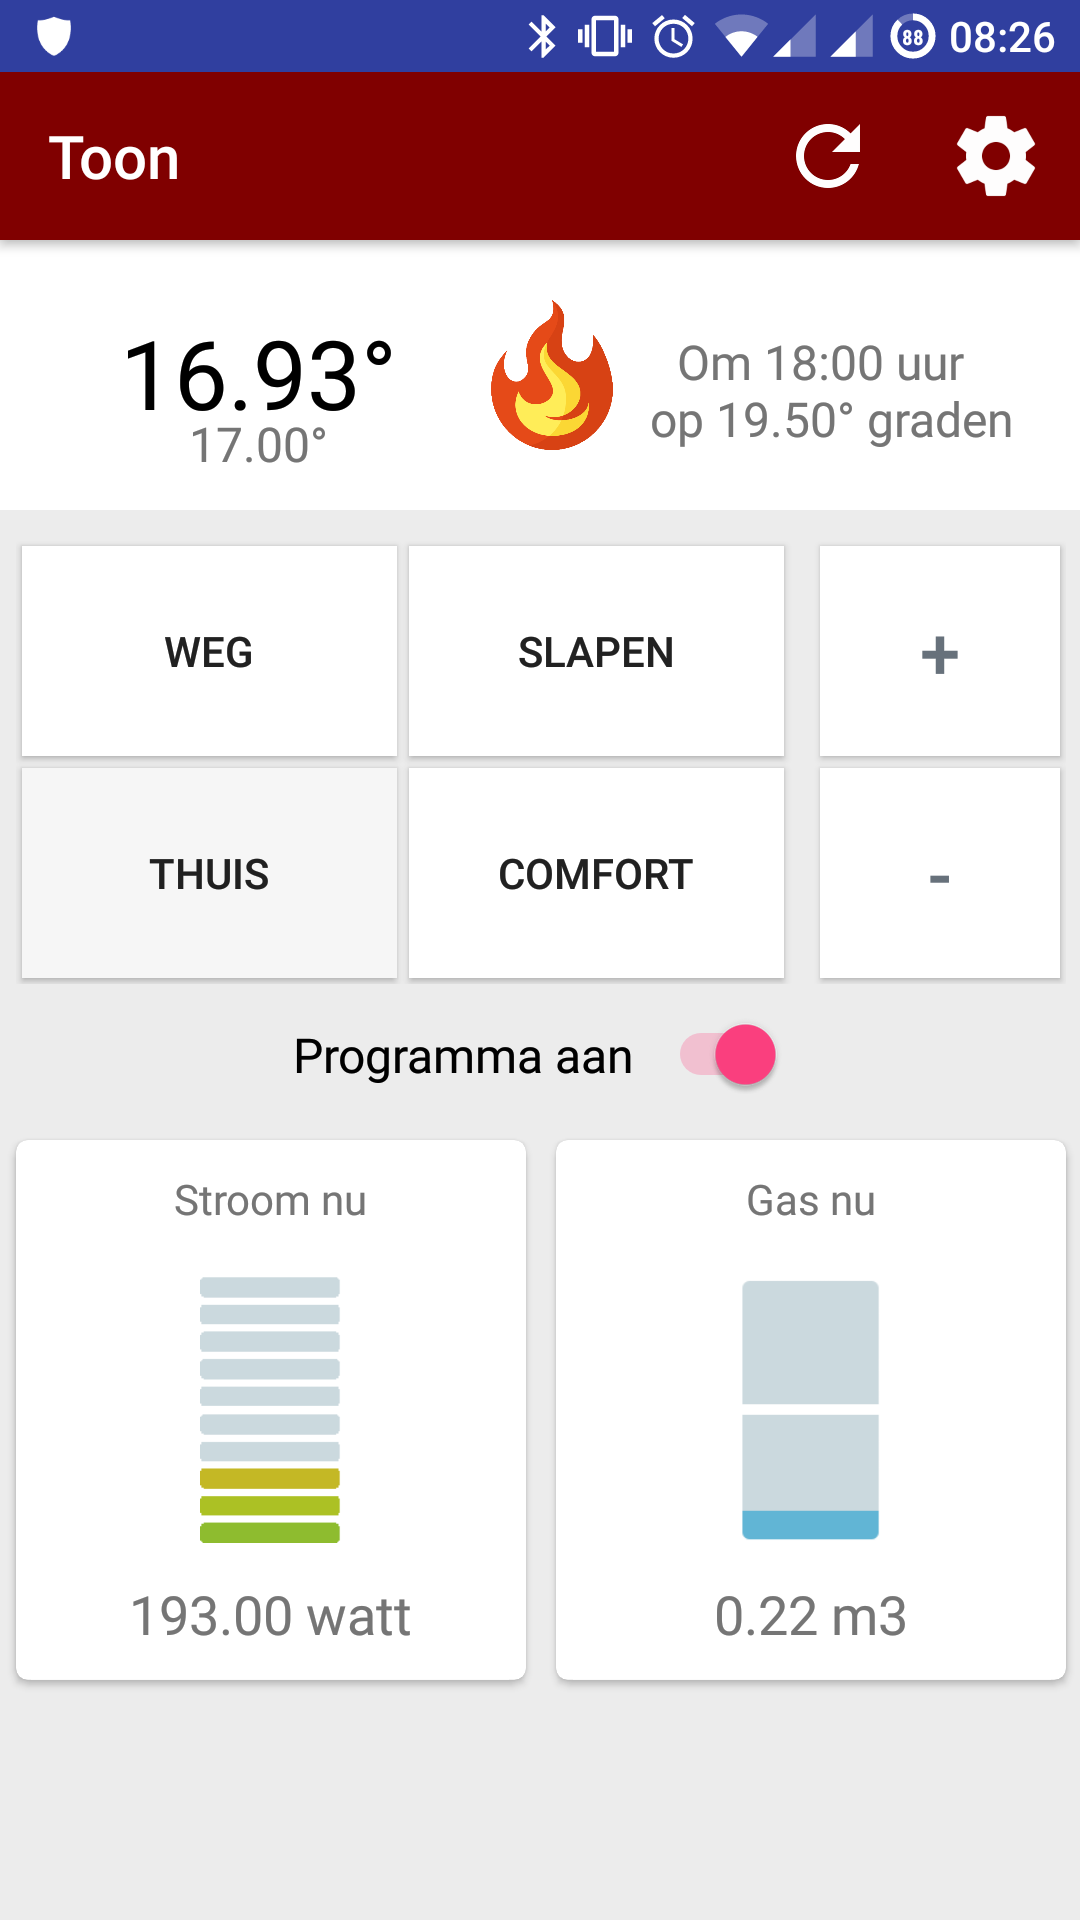 88 08:26
Toon
16.93°
17.00°
Om 18:00 uur
op 19.50° graden
WEG
SLAPEN
+
THUIS
COMFORT
-
Programma aan
Stroom nu
Gas nu
193.00 watt
0.22 m3